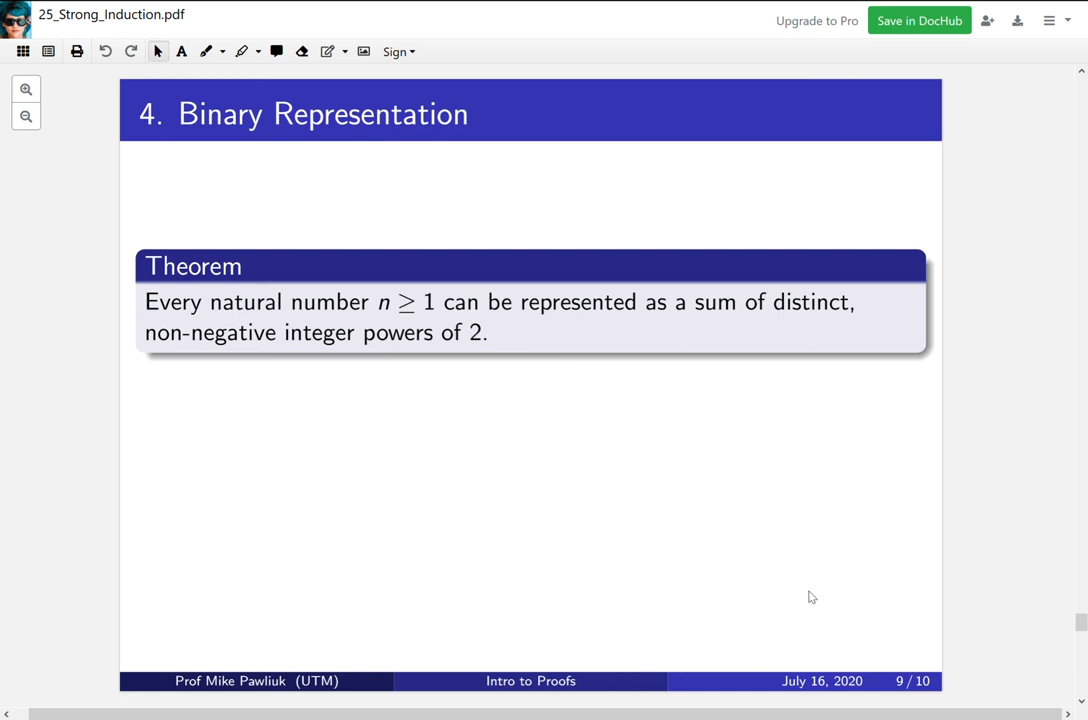 25_Strong_Induction.pdf
Upgrade to Pro
Save in DocHub
A
Sign
4. Binary Representation
Theorem
Every natural number n ≥ 1 can be represented as a sum of distinct,
non-negative integer powers of 2.
Prof Mike Pawliuk (UTM)
Intro to Proofs
July 16, 2020
9 / 10